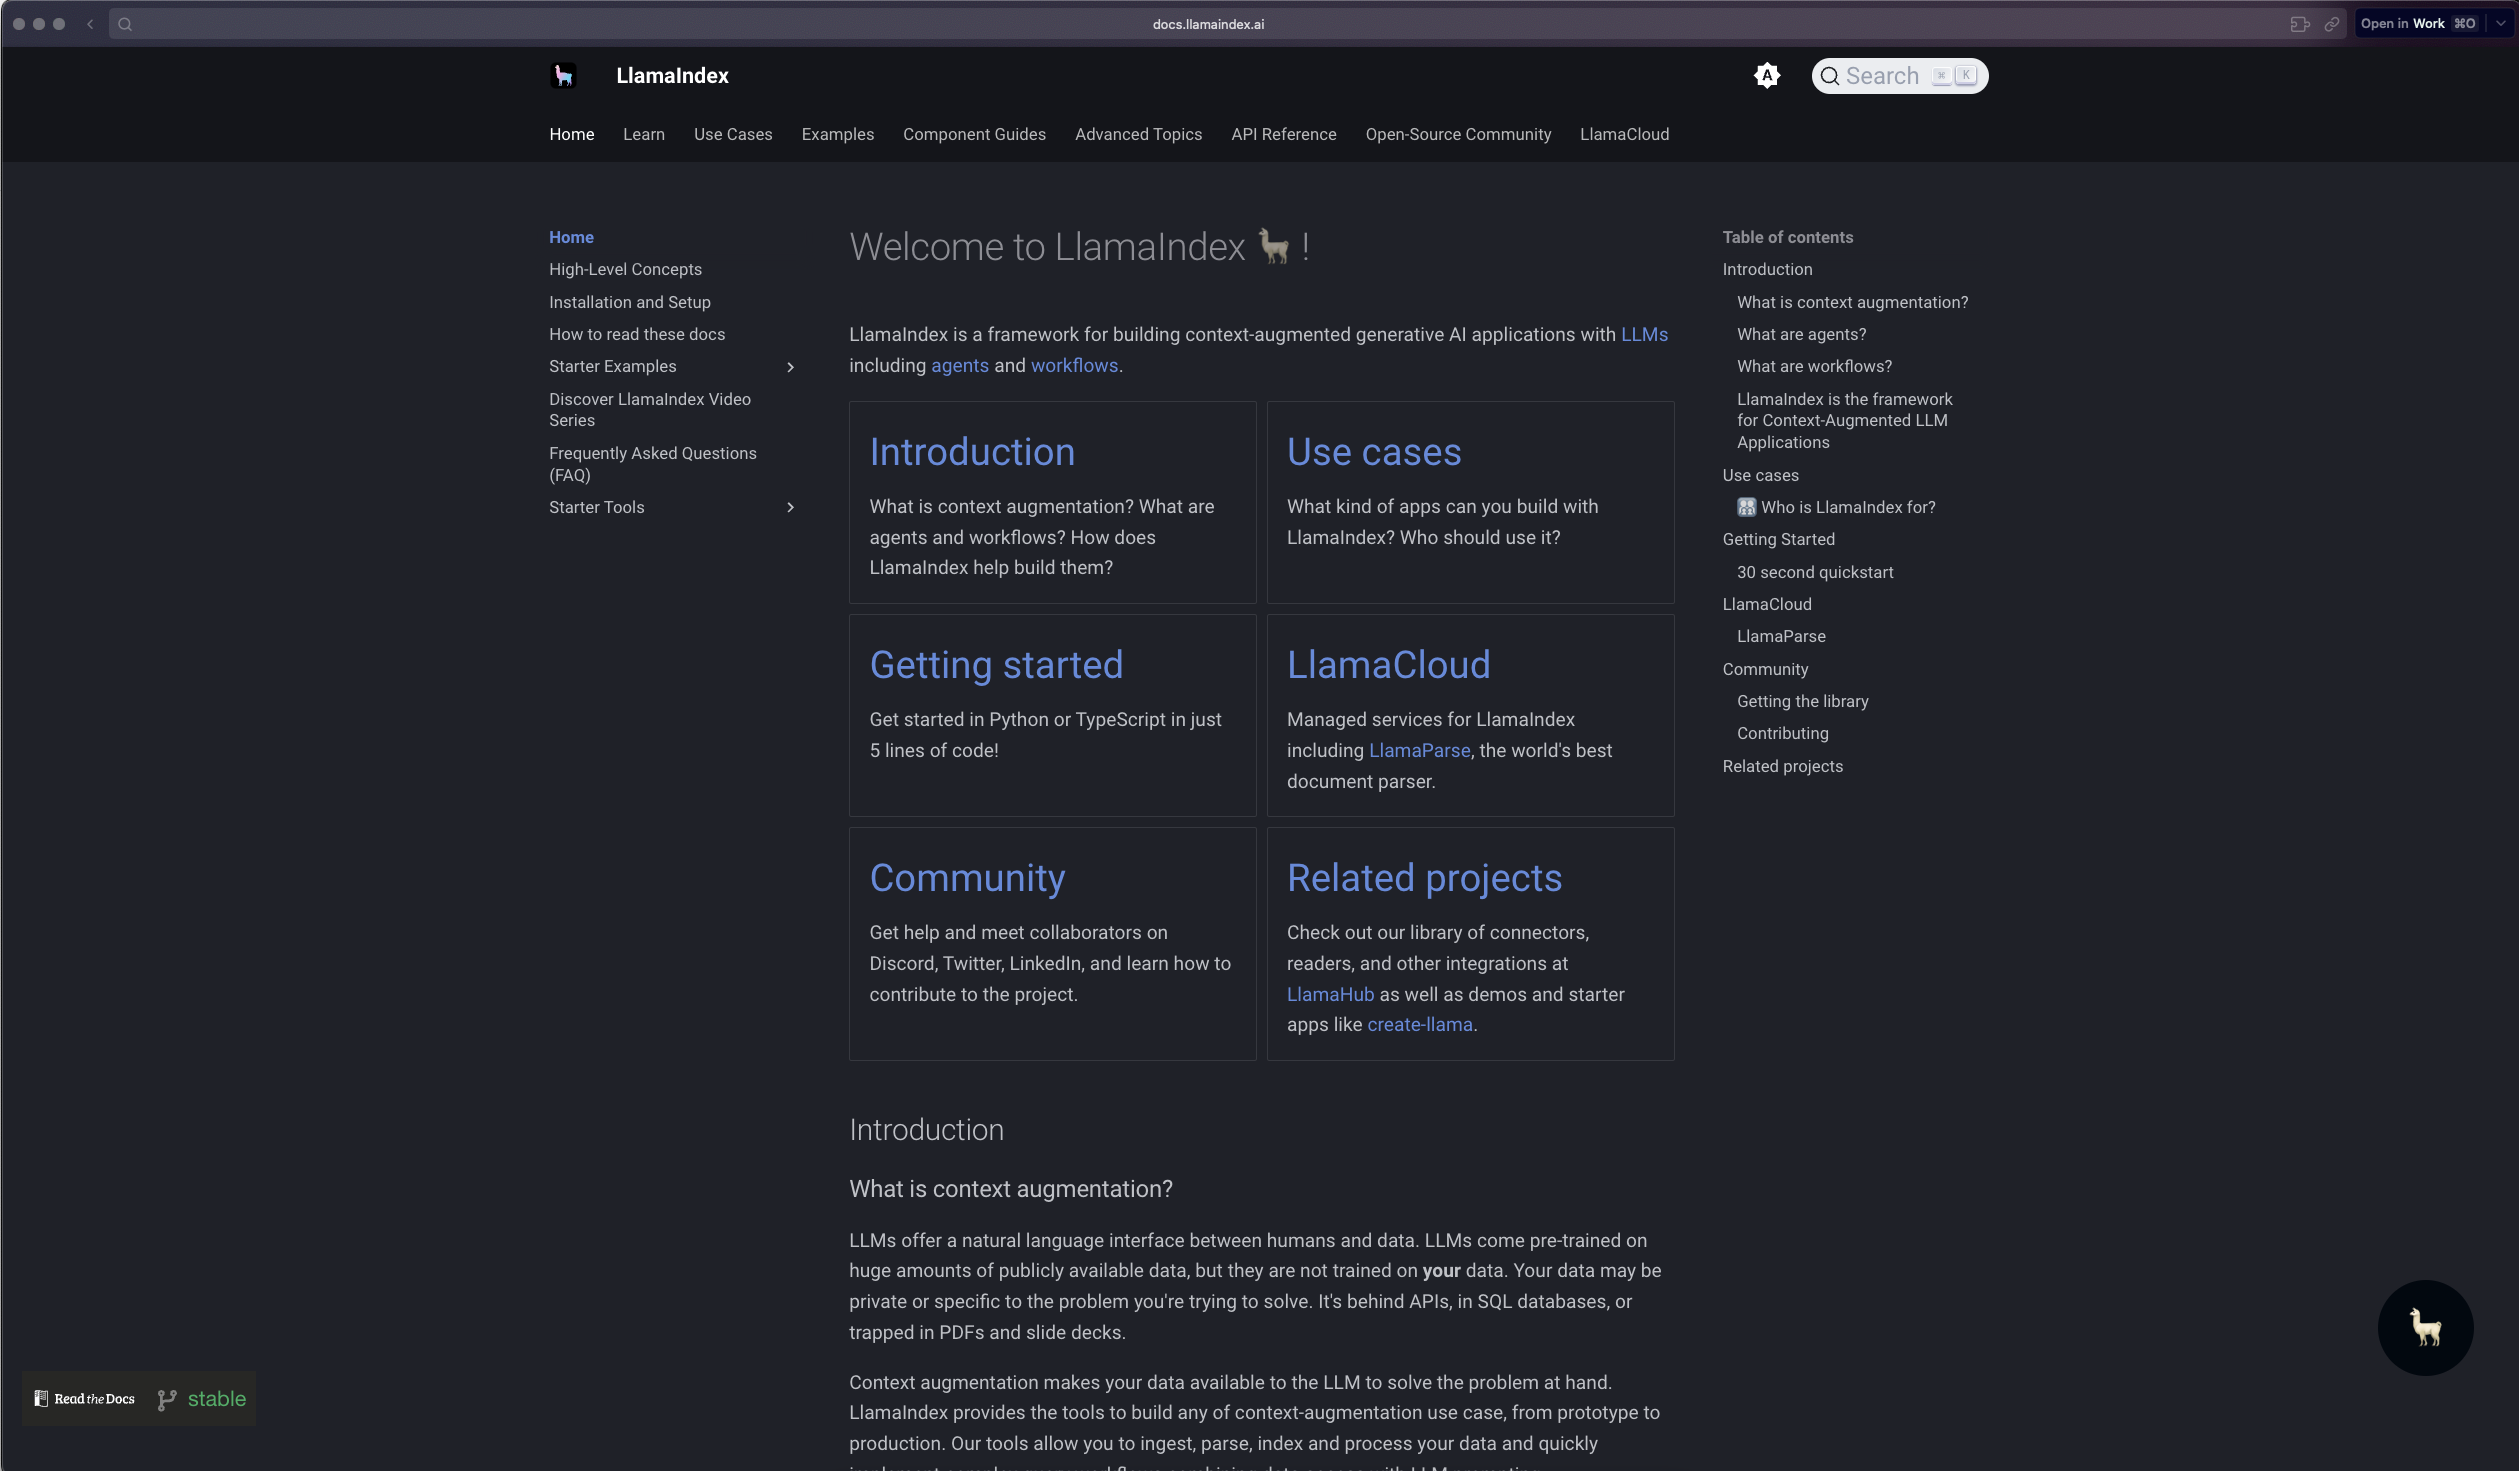 docs.llamaindex.ai
Open in Work ⌘O
LlamaIndex
A
Search ⌘ K
Home
Learn
Use Cases
Examples
Component Guides
Advanced Topics
API Reference
Open-Source Community
LlamaCloud
Home
High-Level Concepts
Installation and Setup
How to read these docs
Starter Examples
Discover LlamaIndex Video
Series
Frequently Asked Questions
(FAQ)
Starter Tools
Welcome to LlamaIndex 🦙 !
LlamaIndex is a framework for building context-augmented generative AI applications with LLMs
including agents and workflows.
Introduction
What is context augmentation? What are
agents and workflows? How does
LlamaIndex help build them?
Use cases
What kind of apps can you build with
LlamaIndex? Who should use it?
Getting started
Get started in Python or TypeScript in just
5 lines of code!
LlamaCloud
Managed services for LlamaIndex
including LlamaParse, the world's best
document parser.
Community
Get help and meet collaborators on
Discord, Twitter, LinkedIn, and learn how to
contribute to the project.
Related projects
Check out our library of connectors,
readers, and other integrations at
LlamaHub as well as demos and starter
apps like create-llama.
Introduction
What is context augmentation?
LLMs offer a natural language interface between humans and data. LLMs come pre-trained on
huge amounts of publicly available data, but they are not trained on your data. Your data may be
private or specific to the problem you're trying to solve. It's behind APIs, in SQL databases, or
trapped in PDFs and slide decks.
Context augmentation makes your data available to the LLM to solve the problem at hand.
LlamaIndex provides the tools to build any of context-augmentation use case, from prototype to
production. Our tools allow you to ingest, parse, index and process your data and quickly
Table of contents
Introduction
What is context augmentation?
What are agents?
What are workflows?
LlamaIndex is the framework
for Context-Augmented LLM
Applications
Use cases
Who is LlamaIndex for?
Getting Started
30 second quickstart
LlamaCloud
LlamaParse
Community
Getting the library
Contributing
Related projects
Read the Docs
stable